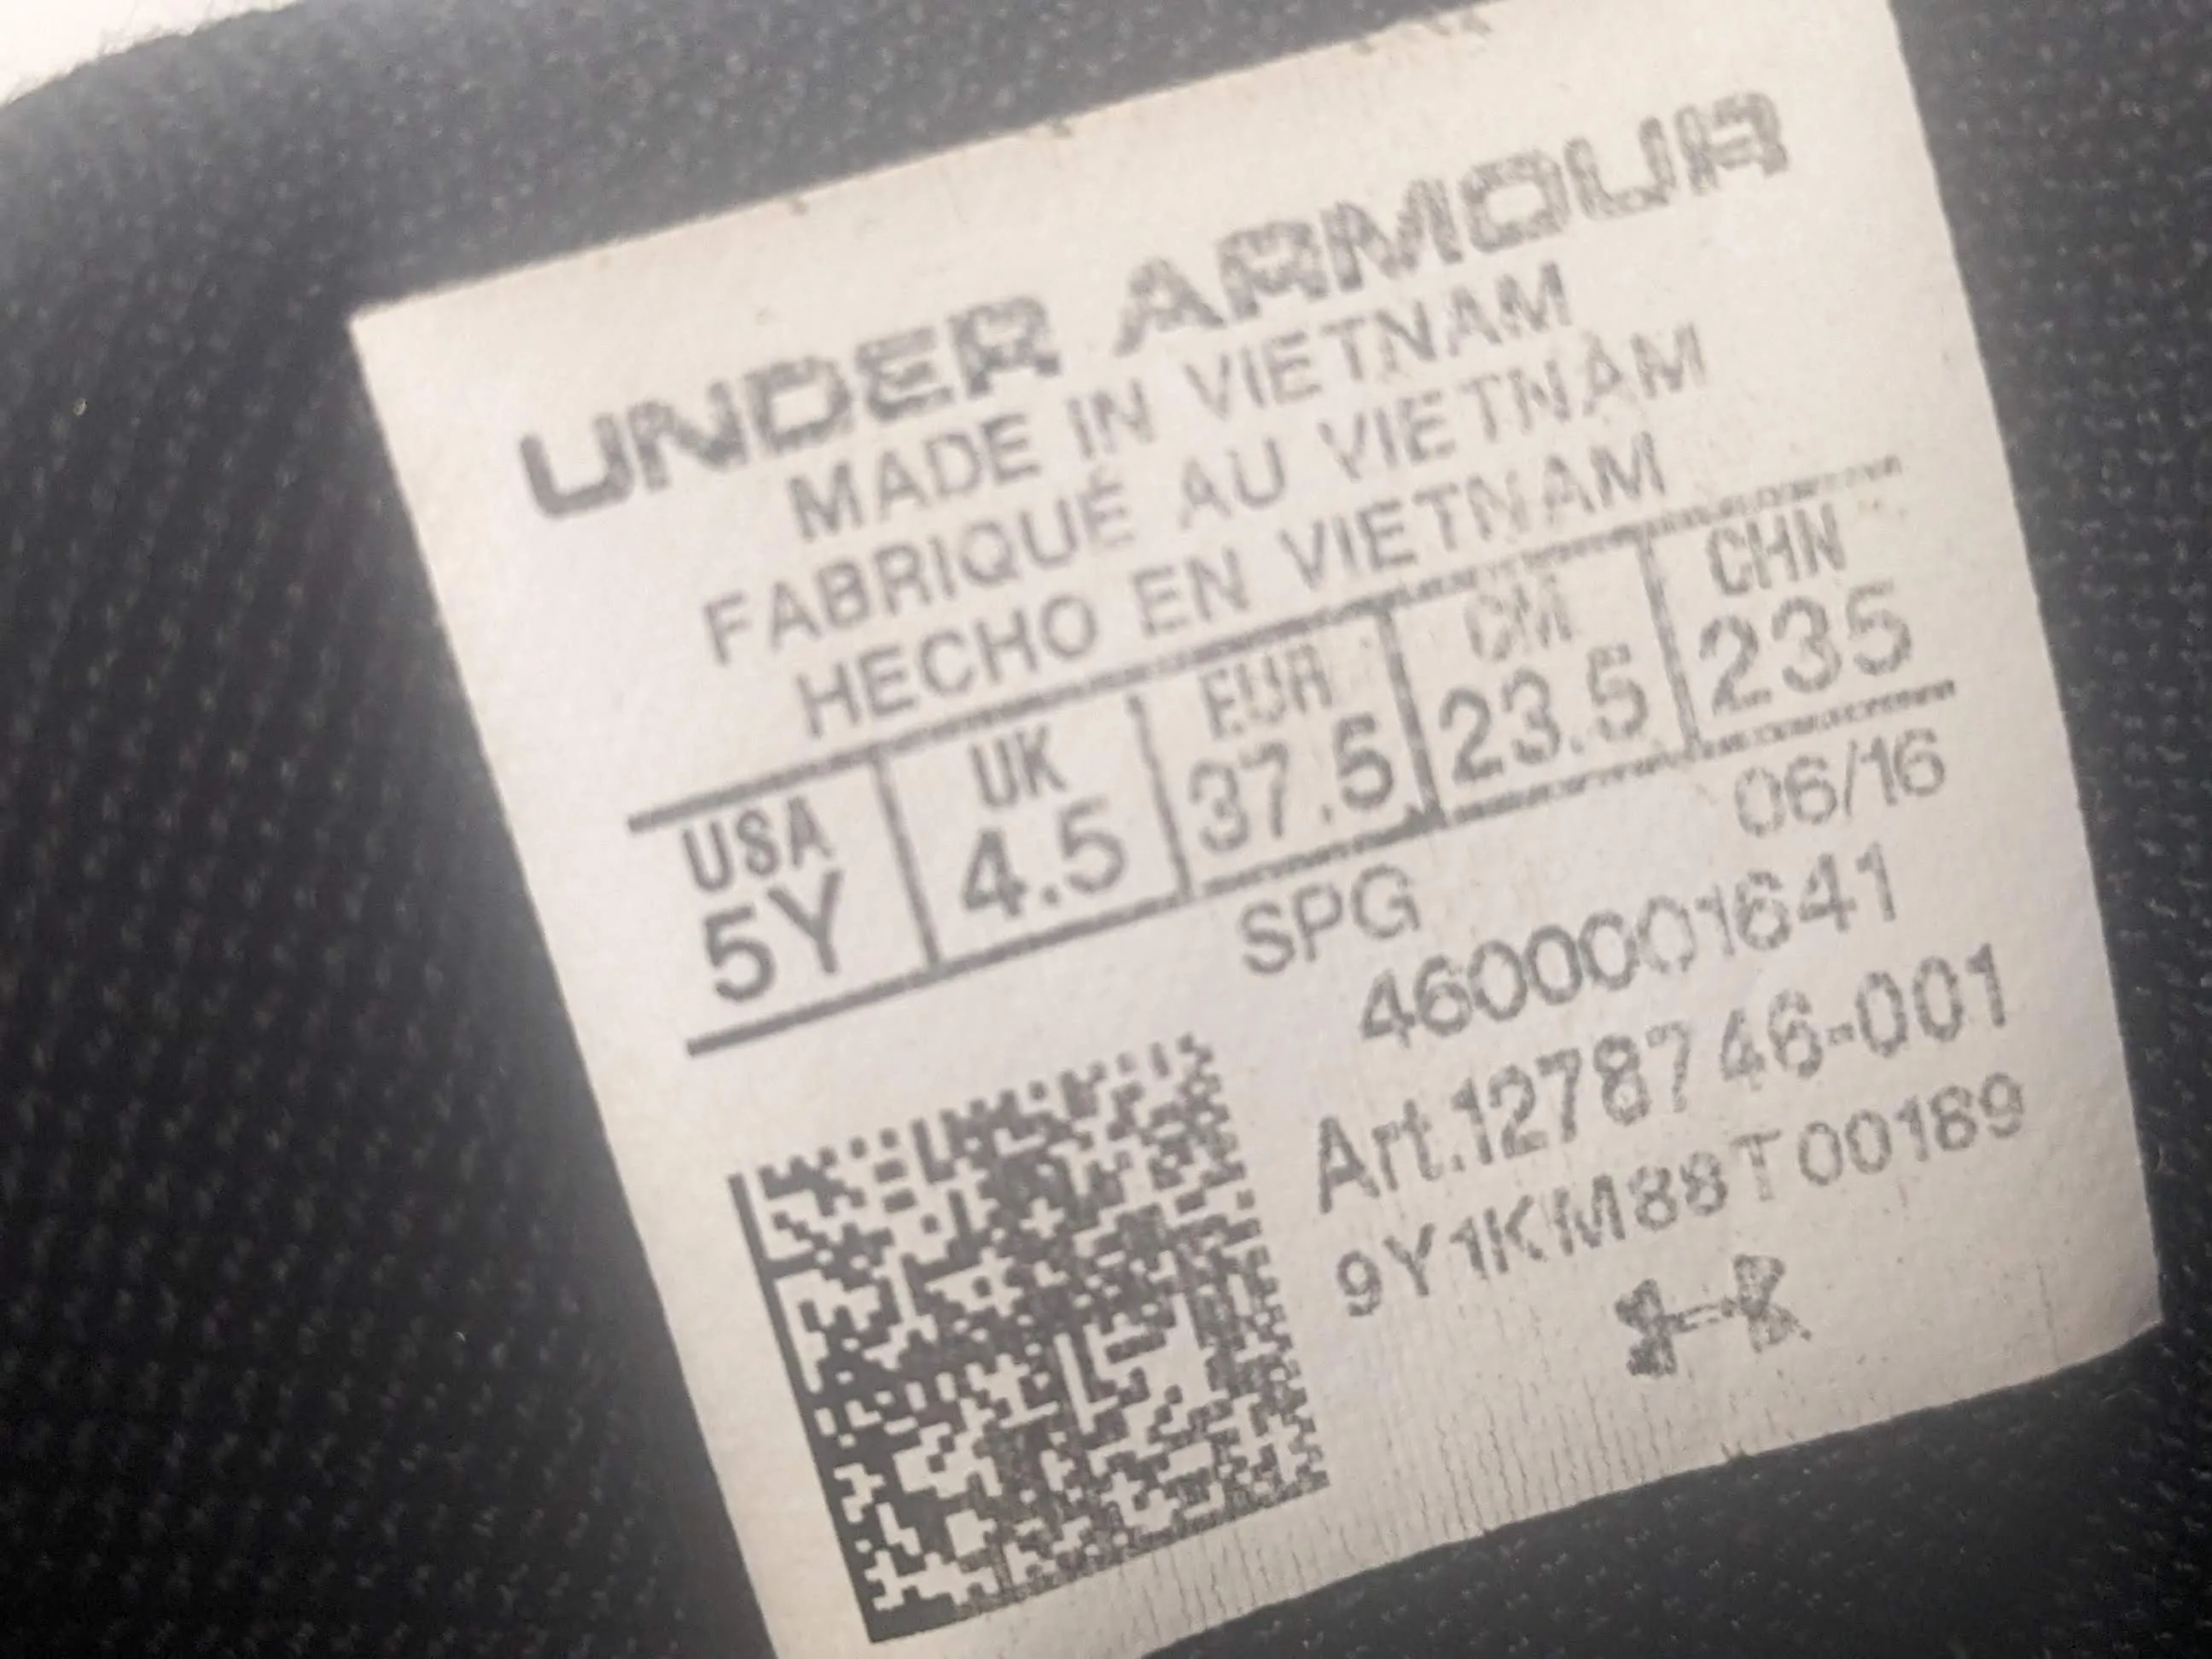 UNDER ARMOUR
MADE IN VIETNAM
FABRIQUÉ AU VIETNAM
HECHO EN VIETNAM
USA UK EUR CM CHN
5Y 4.5 37.5 23.5 235
SPG 06/16
4600001641
Art.1278746-001
9Y1KM88T00189